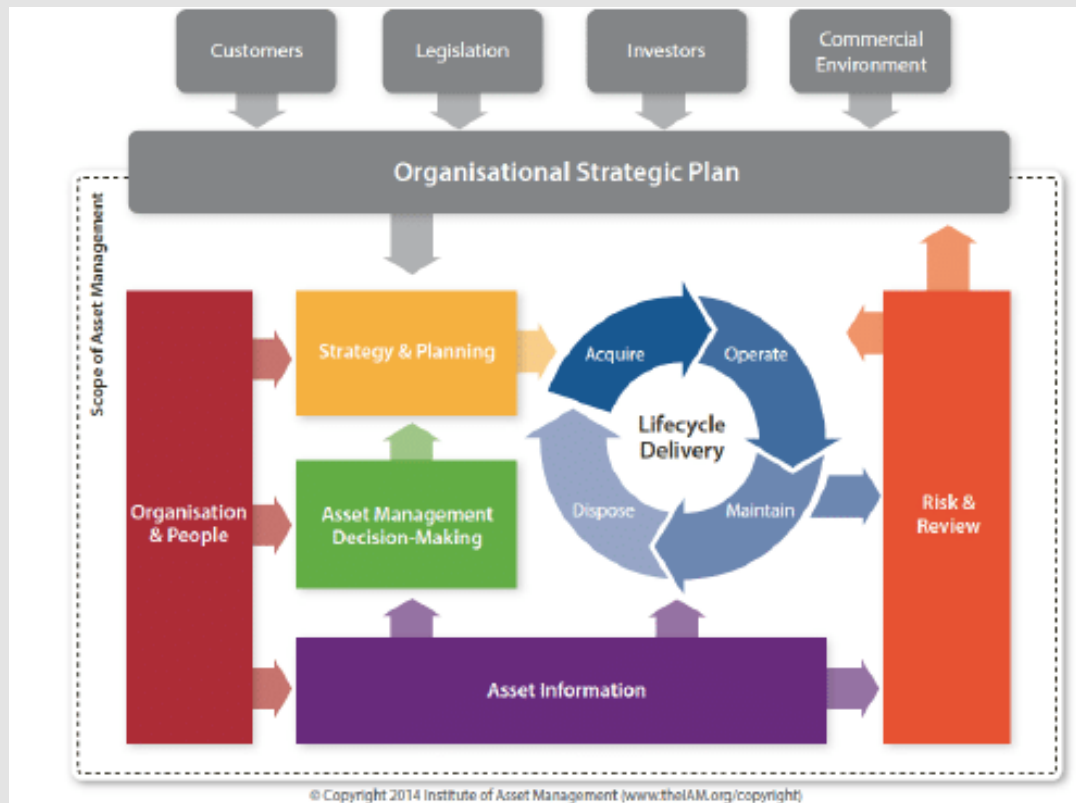 Customers
Legislation
Investors
Commercial
Environment
Organisational Strategic Plan
Scope of Asset Management
Strategy & Planning
Acquire
Operate
Lifecycle
Delivery
Organisation
& People
Asset Management
Decision-Making
Dispose
Maintain
Risk &
Review
Asset Information
© Copyright 2014 Institute of Asset Management (www.theIAM.org/copyright)